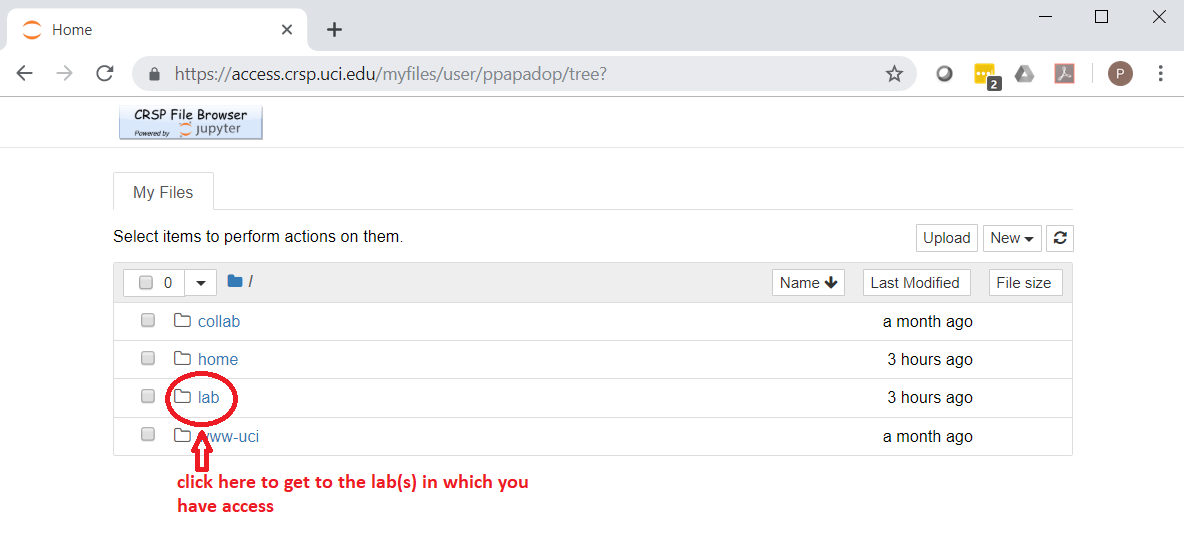 Home
https://access.crsp.uci.edu/myfiles/user/ppapadop/tree?
2
P
CRSP File Browser
Powered by jupyter
My Files
Select items to perform actions on them.
Upload New
0 / Name Last Modified File size
collab a month ago
home 3 hours ago
lab 3 hours ago
www-uci a month ago
click here to get to the lab(s) in which you
have access